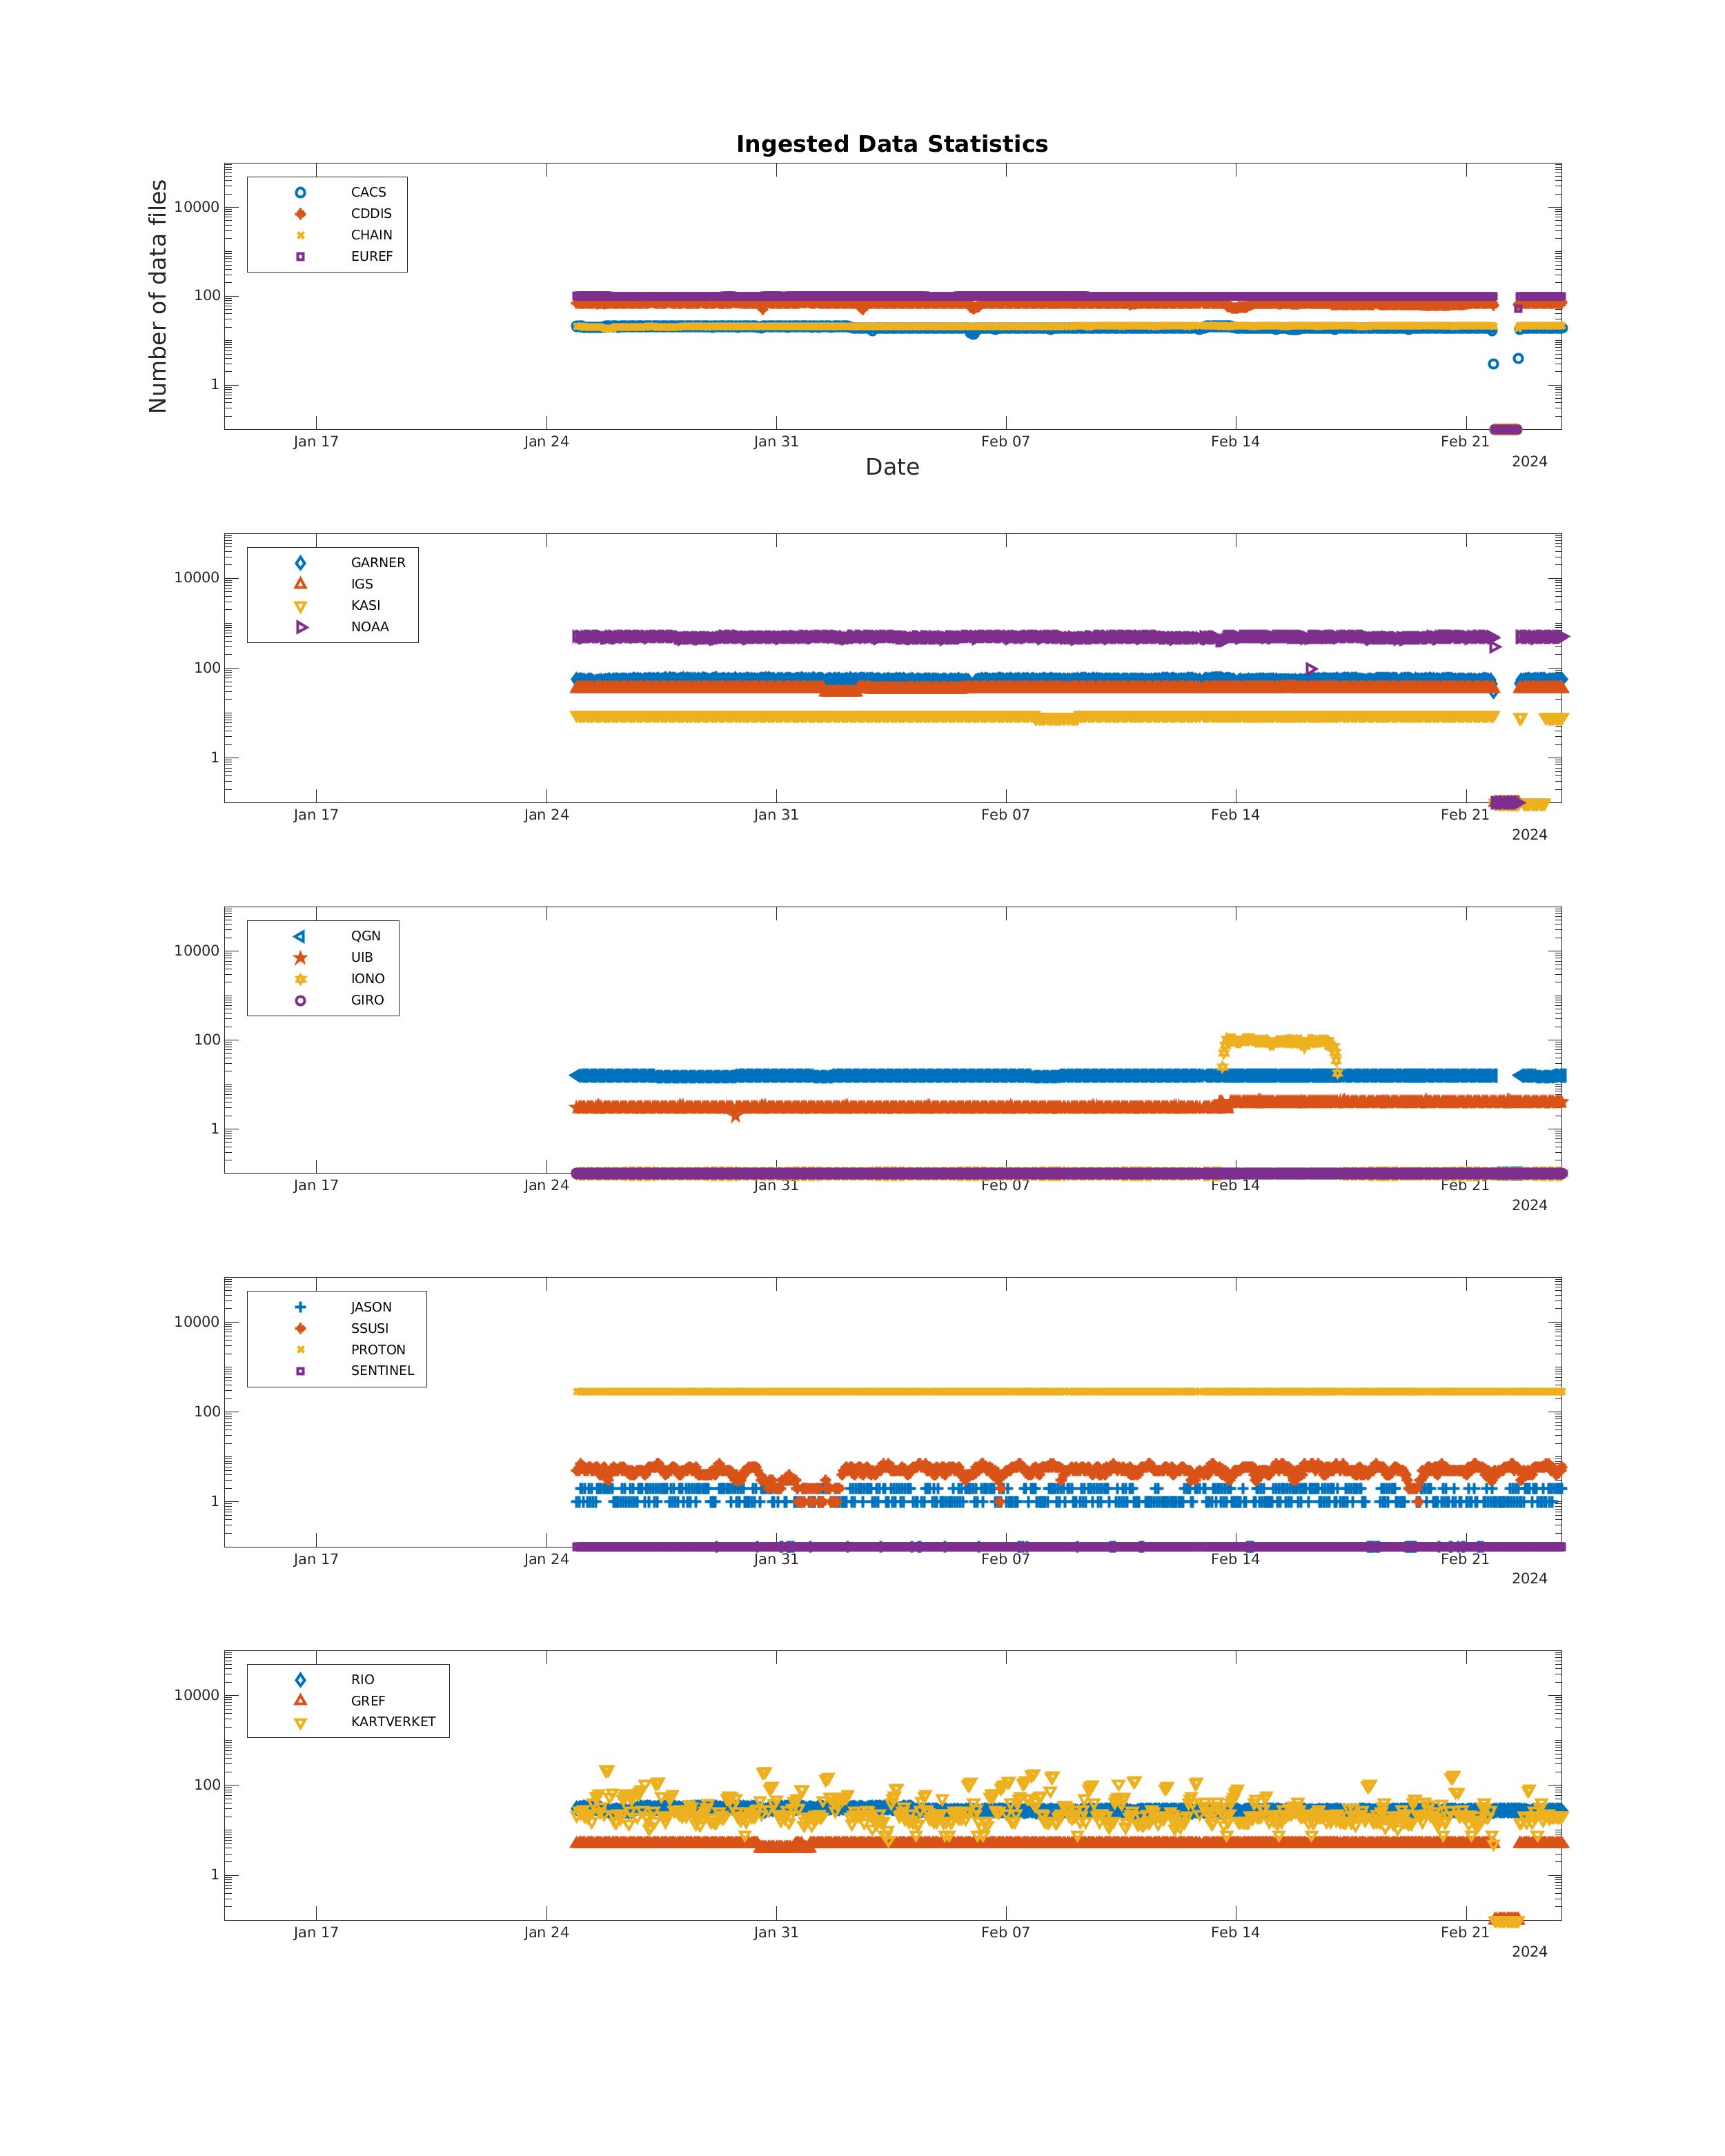 Ingested Data Statistics
Number of data files
10000
100
1
CACS
CDDIS
CHAIN
EUREF
Jan 17 Jan 24 Jan 31 Feb 07 Feb 14 Feb 21
2024
Date
10000
100
1
GARNER
IGS
KASI
NOAA
Jan 17 Jan 24 Jan 31 Feb 07 Feb 14 Feb 21
2024
10000
100
1
QGN
UIB
IONO
GIRO
Jan 17 Jan 24 Jan 31 Feb 07 Feb 14 Feb 21
2024
10000
100
1
JASON
SSUSI
PROTON
SENTINEL
Jan 17 Jan 24 Jan 31 Feb 07 Feb 14 Feb 21
2024
10000
100
1
RIO
GREF
KARTVERKET
Jan 17 Jan 24 Jan 31 Feb 07 Feb 14 Feb 21
2024